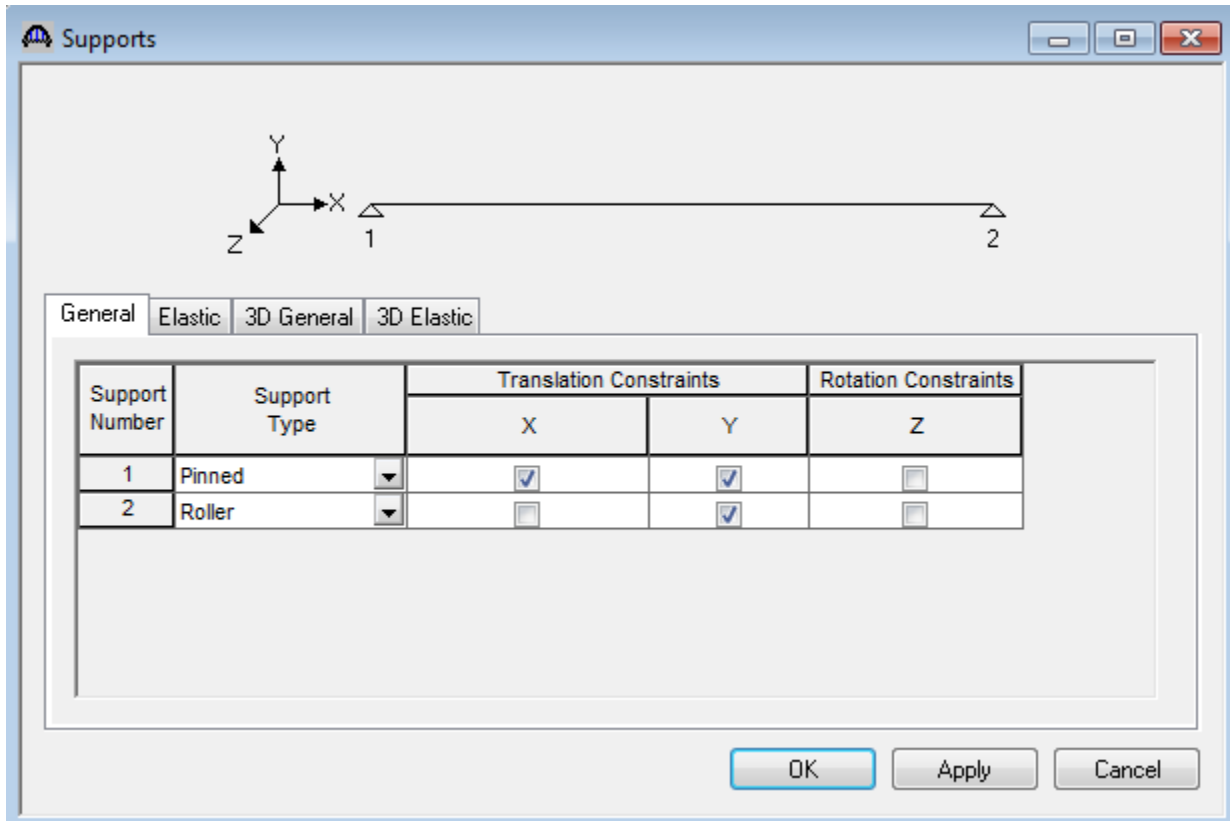 Supports
Y
X
Z
1
2
General Elastic 3D General 3D Elastic
Support Number Support Type Translation Constraints Rotation Constraints
X Y Z
1 Pinned
2 Roller
OK Apply Cancel